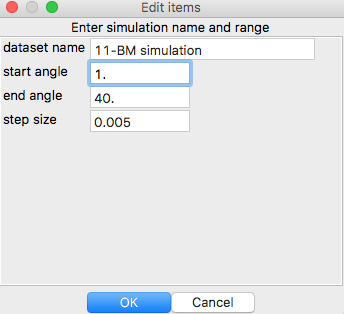 Edit items
Enter simulation name and range
dataset name 11-BM simulation
start angle 1.
end angle 40.
step size 0.005
OK Cancel